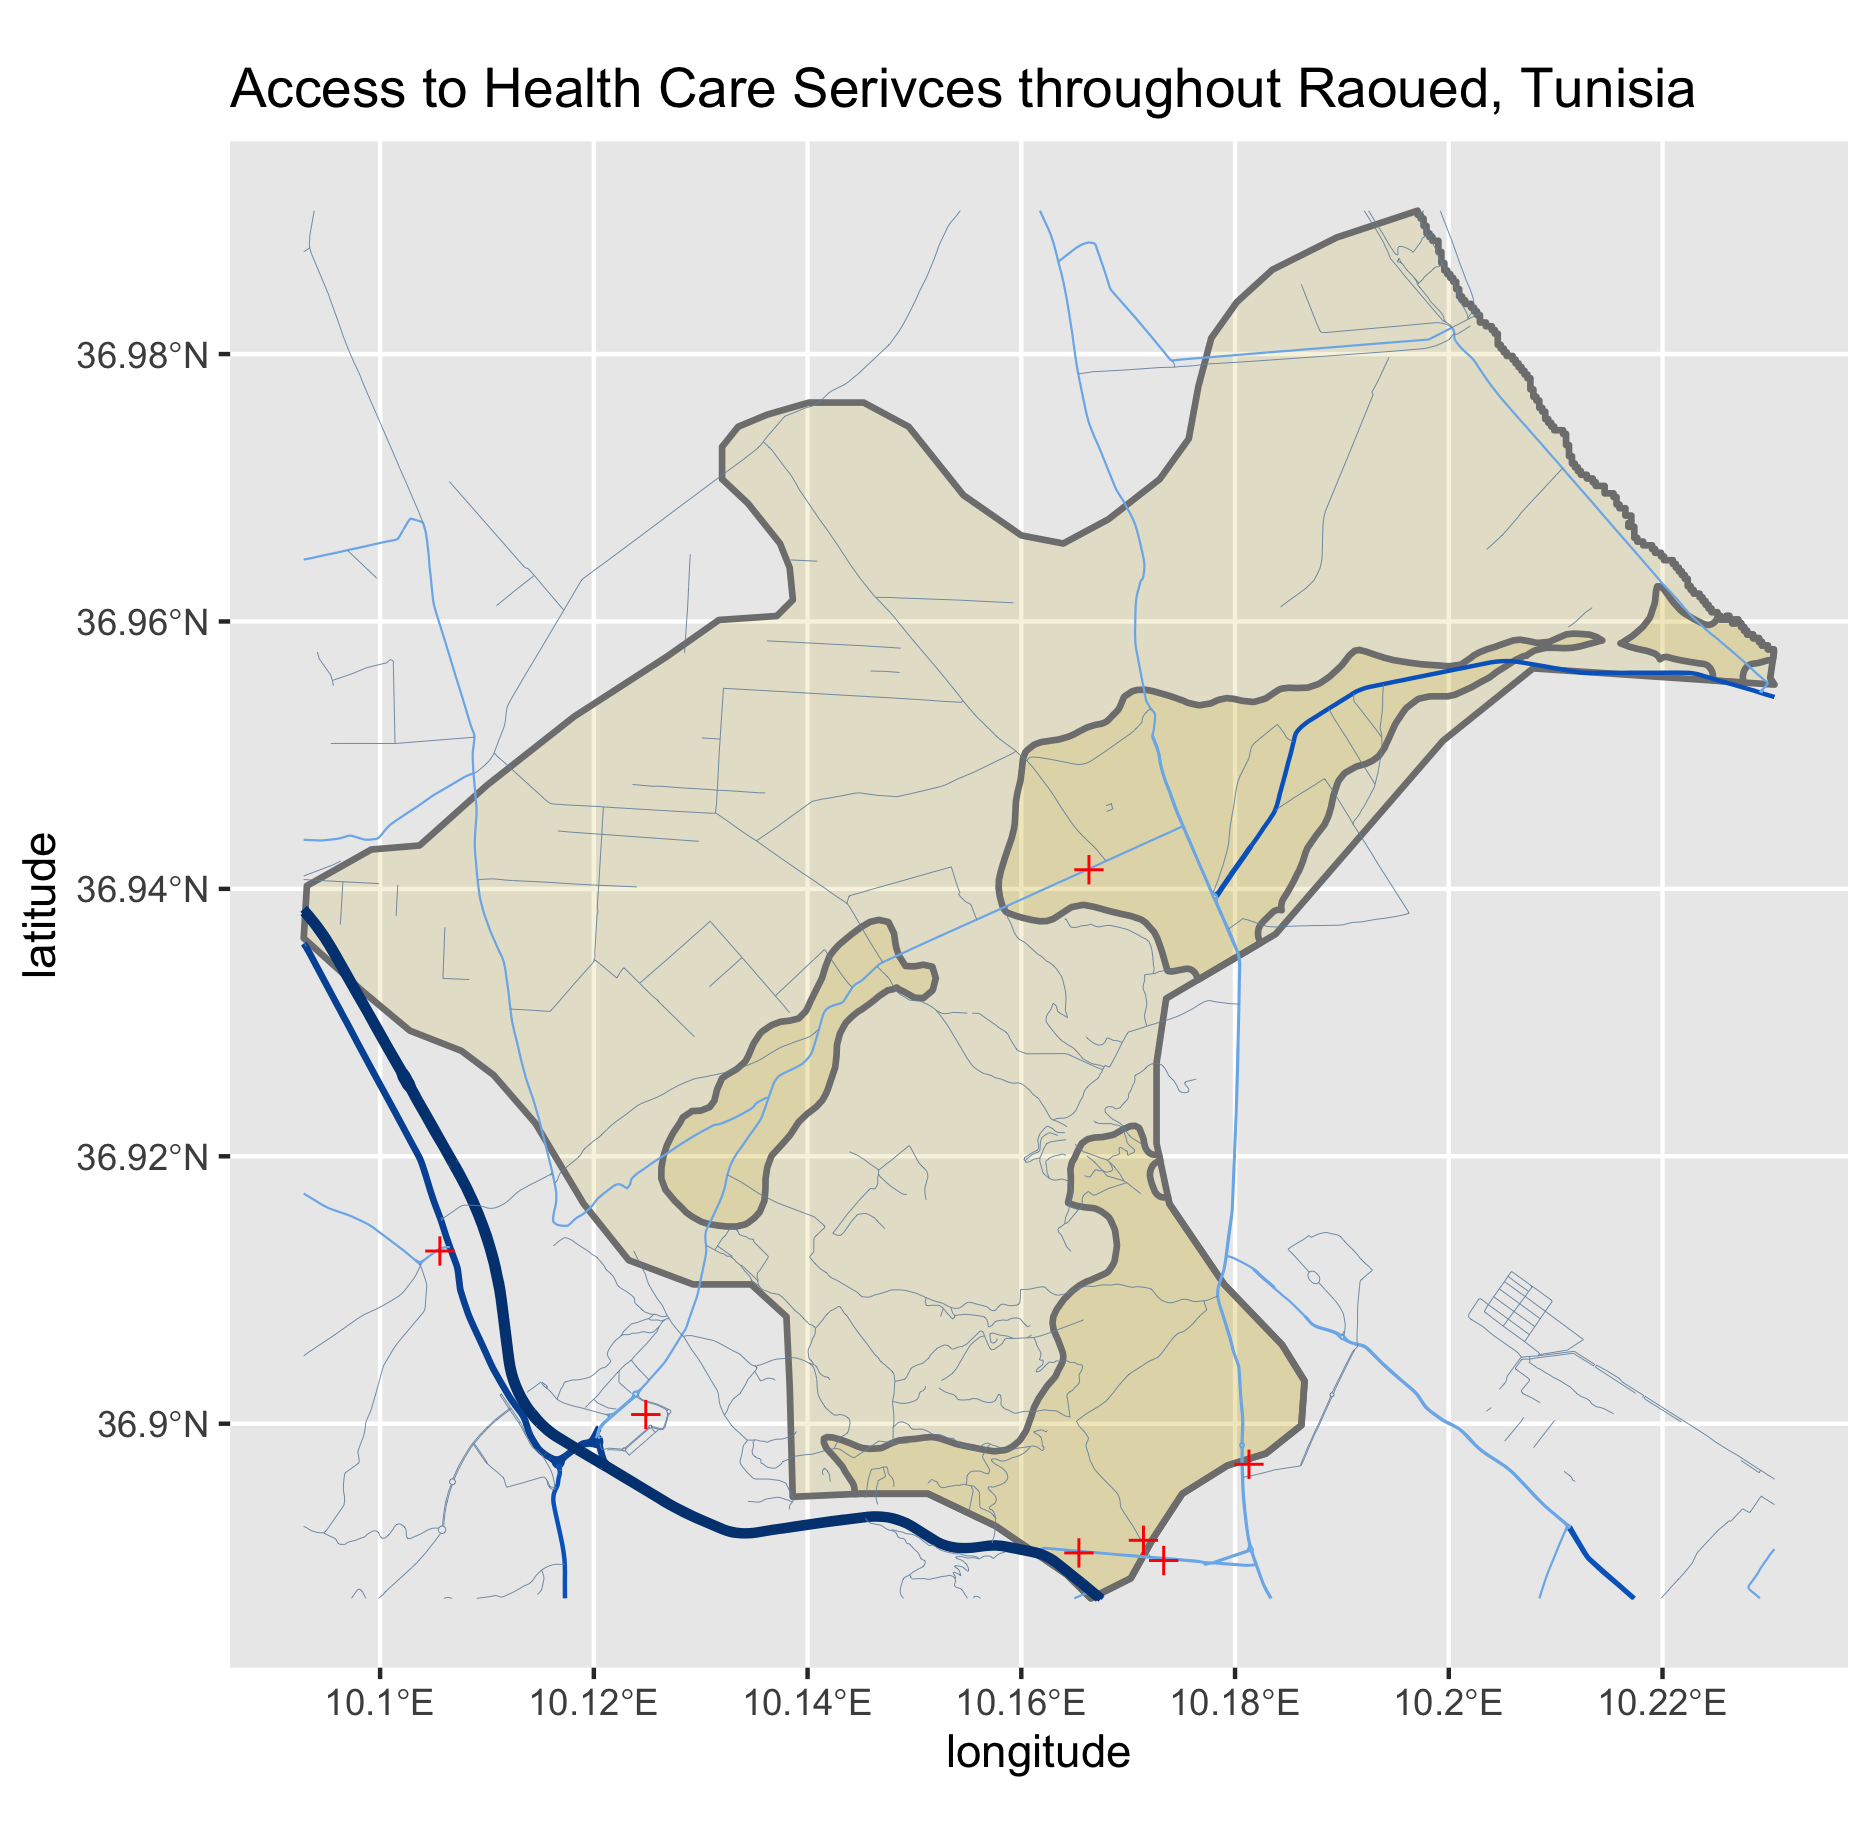 Access to Health Care Serivces throughout Raoued, Tunisia
36.98°N
36.96°N
36.94°N
36.92°N
36.9°N
latitude
10.1°E 10.12°E 10.14°E 10.16°E 10.18°E 10.2°E 10.22°E
longitude